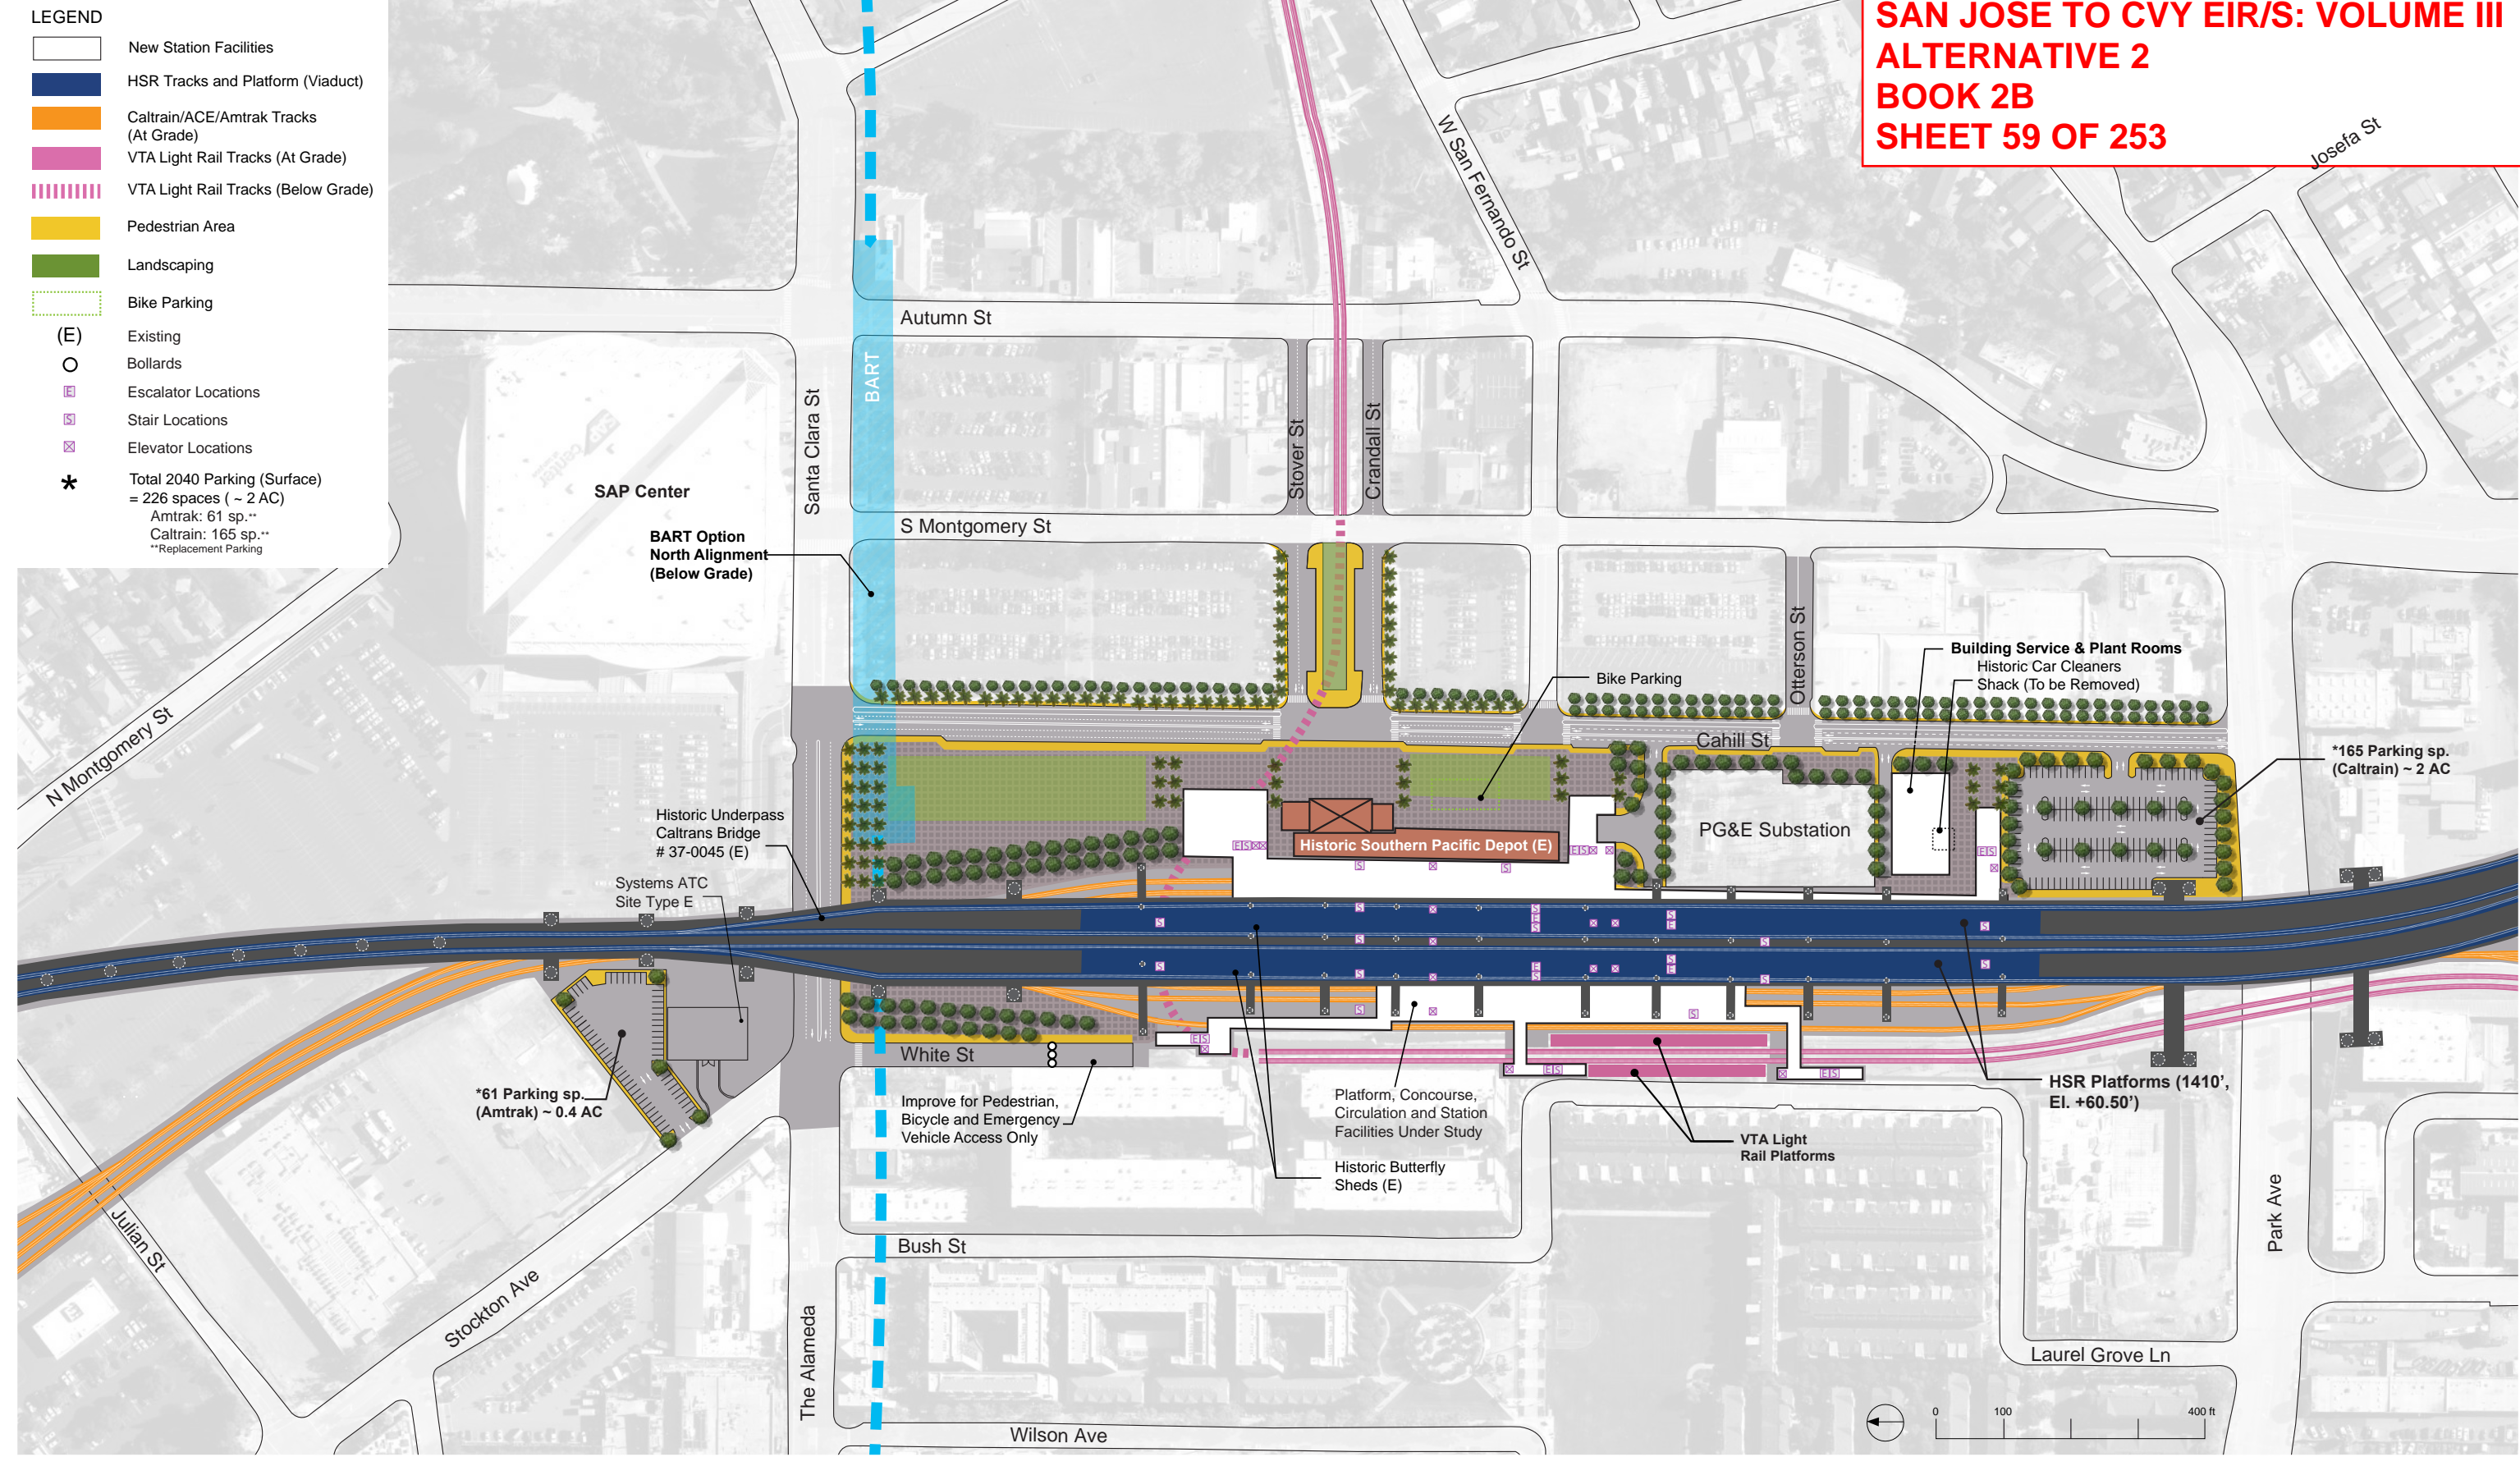 LEGEND
New Station Facilities
HSR Tracks and Platform (Viaduct)
Caltrain/ACE/Amtrak Tracks
(At Grade)
VTA Light Rail Tracks (At Grade)
VTA Light Rail Tracks (Below Grade)
Pedestrian Area
Landscaping
Bike Parking
(E) Existing
Bollards
E Escalator Locations
S Stair Locations
Elevator Locations
* Total 2040 Parking (Surface)
= 226 spaces ( ~ 2 AC)
Amtrak: 61 sp.**
Caltrain: 165 sp.**
**Replacement Parking
SAN JOSE TO CVY EIR/S: VOLUME III
ALTERNATIVE 2
BOOK 2B
SHEET 59 OF 253
Josefa St
W San Fernando St
Autumn St
BART
Santa Clara St
Stover St
Crandall St
SAP Center
S Montgomery St
BART Option
North Alignment
(Below Grade)
Otterson St
Building Service & Plant Rooms
Historic Car Cleaners
Shack (To be Removed)
Bike Parking
N Montgomery St
Cahill St
*165 Parking sp.
(Caltrain) ~ 2 AC
Historic Underpass
Caltrans Bridge
# 37-0045 (E)
PG&E Substation
Historic Southern Pacific Depot (E)
Systems ATC
Site Type E
White St
*61 Parking sp.
(Amtrak) ~ 0.4 AC
Improve for Pedestrian,
Bicycle and Emergency
Vehicle Access Only
Platform, Concourse,
Circulation and Station
Facilities Under Study
Historic Butterfly
Sheds (E)
VTA Light
Rail Platforms
HSR Platforms (1410’,
El. +60.50’)
Julian St
Stockton Ave
The Alameda
Bush St
Park Ave
Laurel Grove Ln
Wilson Ave
0 100 400 ft